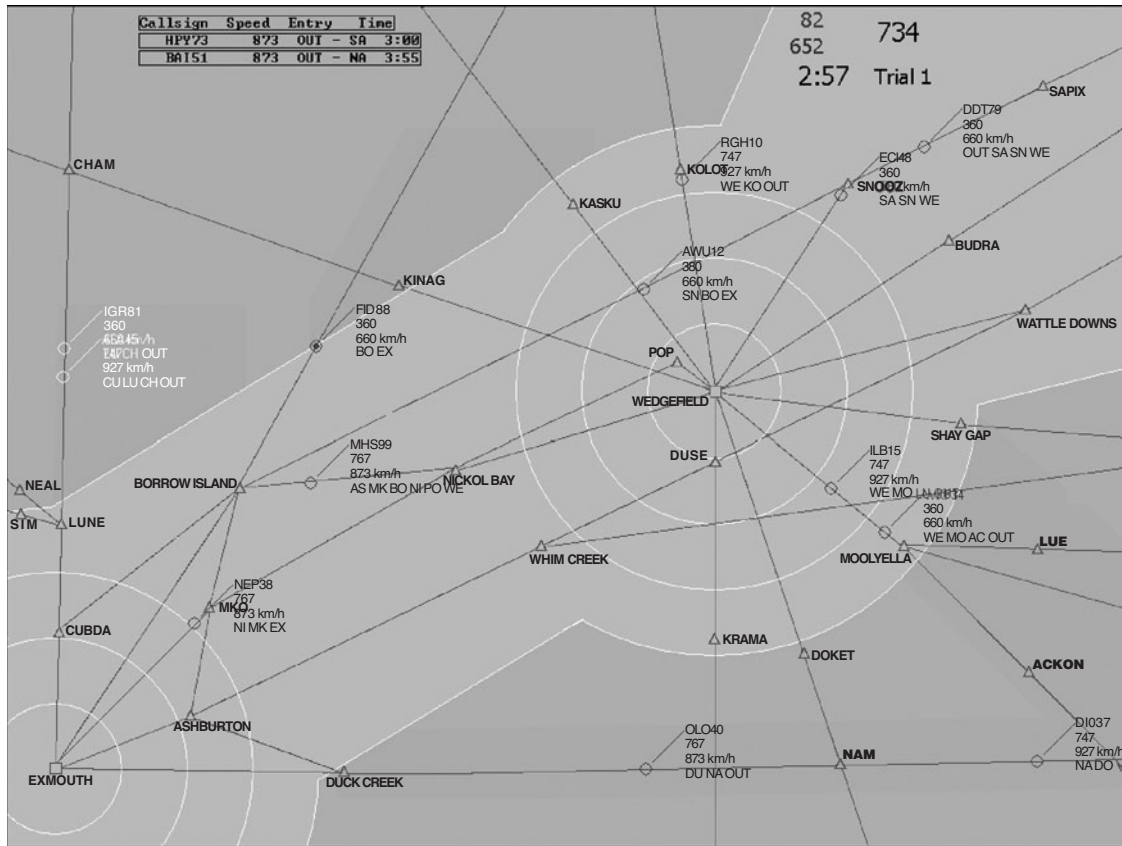 Callsign Speed Entry Time
HPY73 873 OUT - SA 3:00
BAI51 873 OUT - NA 3:55
82
652
734
2:57 Trial 1
SAPIX
DDT79
360
660 km/h
OUT SA SN WE
RGH10
747
927 km/h
WE KO OUT
KOLOT
ECI48
360
km/h
SA SN WE
SNOOZ
CHAM
KASKU
BUDRA
AWU12
380
660 km/h
SN BO EX
KINAG
IGR81
360
747
927 km/h
CU LU CH OUT
CH OUT
FID88
360
660 km/h
BO EX
WATTLE DOWNS
POP
WEDGEFIELD
SHAY GAP
DUSE
MHS99
767
873 km/h
AS MK BO NI PO WE
ILB15
747
927 km/h
WE MO
NEAL
BORROW ISLAND
NICKOL BAY
SIM
LUNE
360
660 km/h
WE MO AC OUT
LUE
WHIM CREEK
MOOLYELLA
NEP38
767
873 km/h
NI MK EX
MKO
CUBDA
KRAMA
DOKET
ACKON
ASHBURTON
OLO40
767
873 km/h
DU NA OUT
DI037
747
927 km/h
NA DO
NAM
EXMOUTH
DUCK CREEK